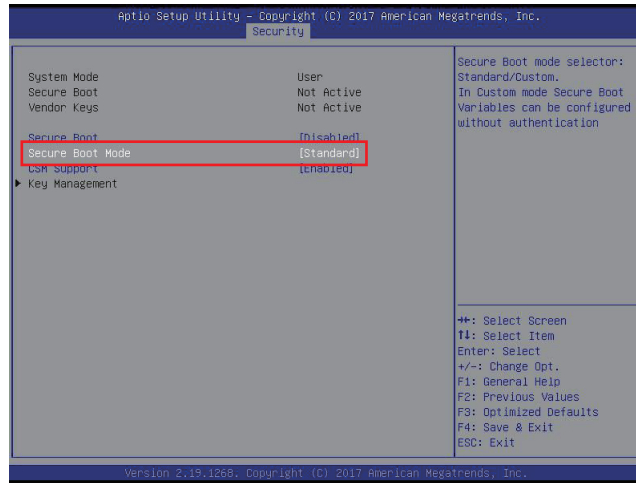 Aptio Setup Utility – Copyright (C) 2017 American Megatrends, Inc.
Security
System Mode User
Secure Boot Not Active
Vendor Keys Not Active
Secure Boot [Disabled]
Secure Boot Mode [Standard]
CSM Support [Enabled]
▶ Key Management
Secure Boot mode selector:
Standard/Custom.
In Custom mode Secure Boot
Variables can be configured
without authentication
→←: Select Screen
↑↓: Select Item
Enter: Select
+/-: Change Opt.
F1: General Help
F2: Previous Values
F3: Optimized Defaults
F4: Save & Exit
ESC: Exit
Version 2.19.1268. Copyright (C) 2017 American Megatrends, Inc.